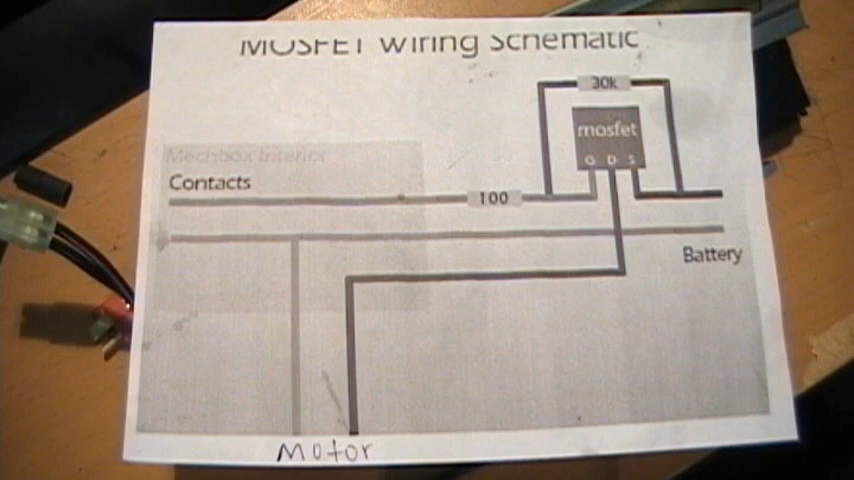 MOSFET Wiring Schematic
30k
mosfet
G D S
Mechbox Interior
Contacts
100
Battery
Motor